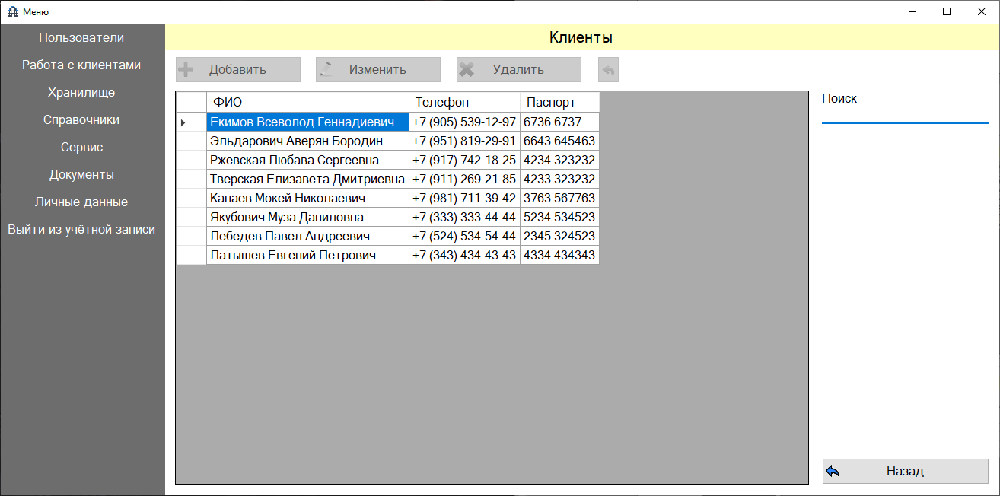 Меню
Пользователи
Работа с клиентами
Хранилище
Справочники
Сервис
Документы
Личные данные
Выйти из учётной записи
Клиенты
Добавить Изменить Удалить
ФИО Телефон Паспорт
Екимов Всеволод Геннадиевич +7 (905) 539-12-97 6736 6737
Эльдарович Аверян Бородин +7 (951) 819-29-91 6643 645463
Ржевская Любава Сергеевна +7 (917) 742-18-25 4234 323232
Тверская Елизавета Дмитриевна +7 (911) 269-21-85 4233 323232
Канаев Мокей Николаевич +7 (981) 711-39-42 3763 567763
Якубович Муза Даниловна +7 (333) 333-44-44 5234 534523
Лебедев Павел Андреевич +7 (524) 534-54-44 2345 324523
Латышев Евгений Петрович +7 (343) 434-43-43 4334 434343
Поиск
Назад